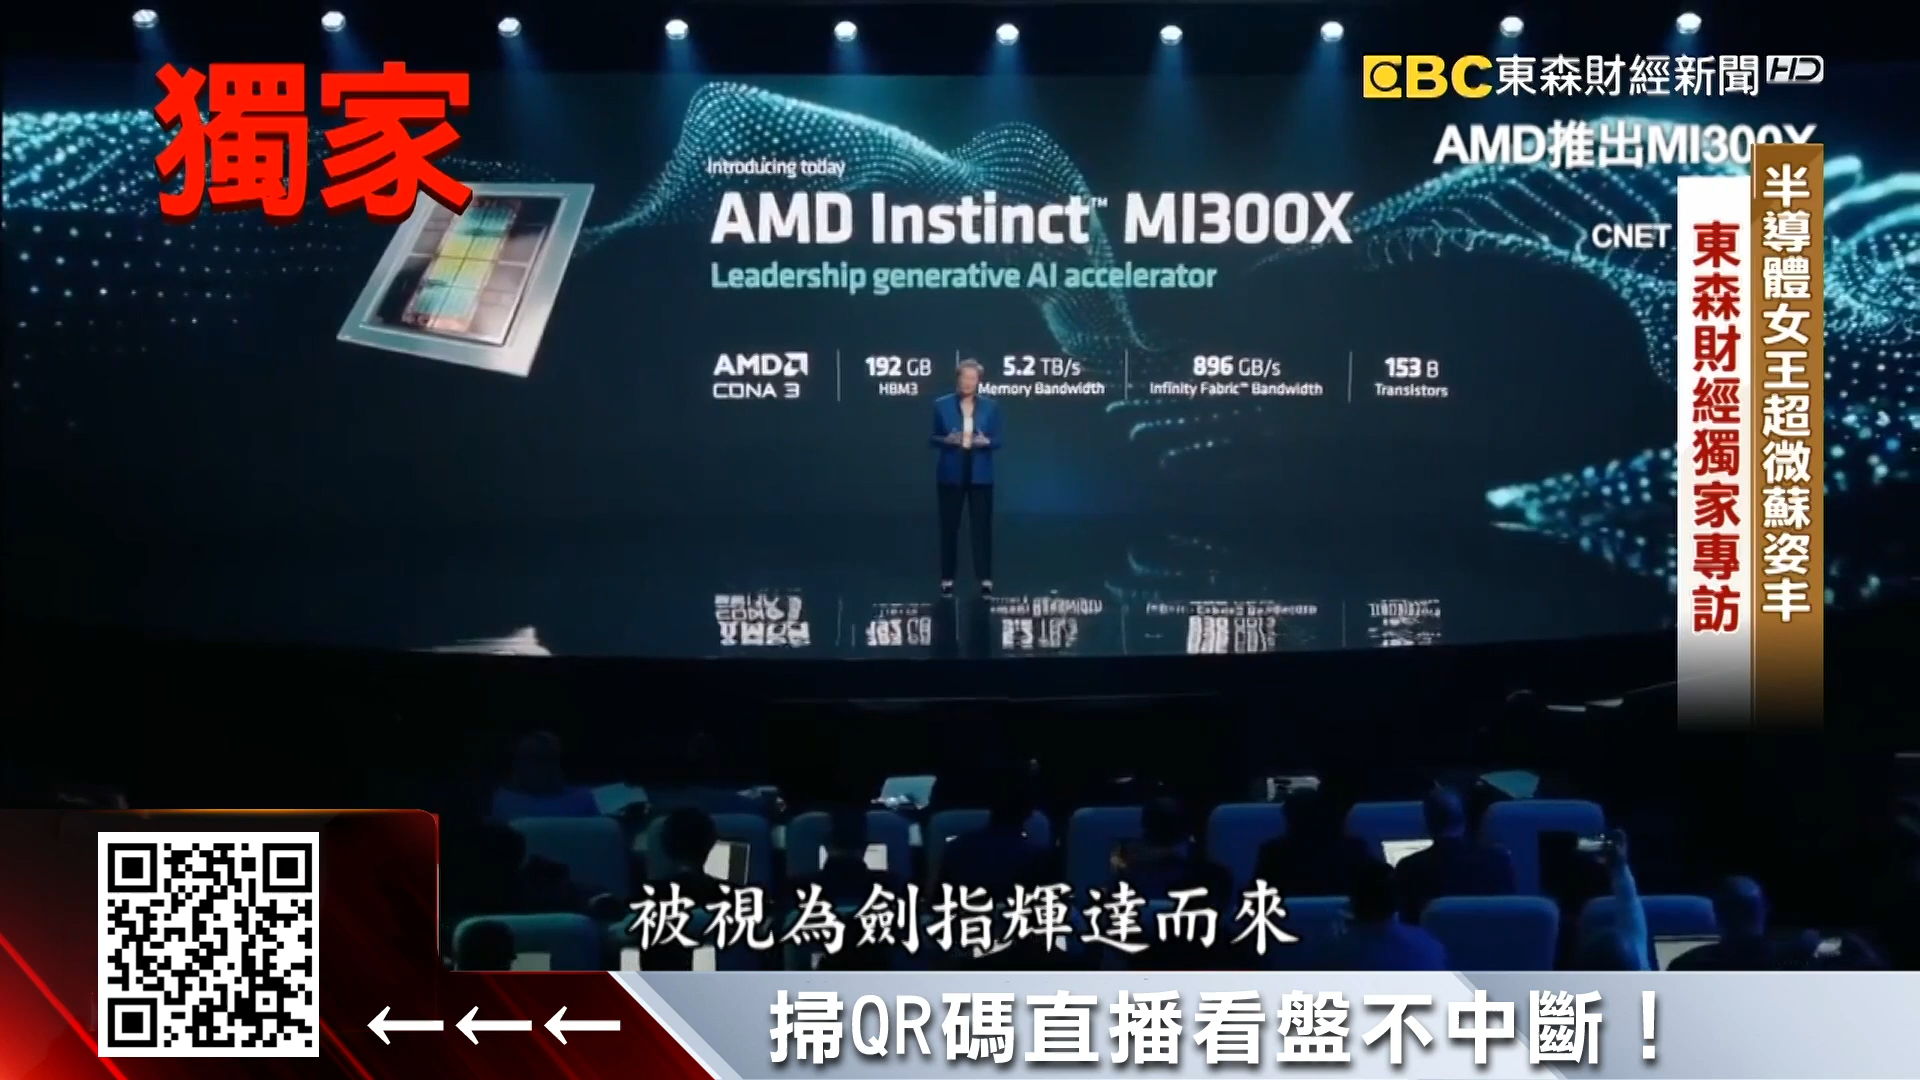 獨家
EBC東森財經新聞HD
AMD推出MI300X
CNET
半導體女王超微蘇姿丰
東森財經獨家專訪
Introducing today
AMD Instinct™ MI300X
Leadership generative AI accelerator
AMD CDNA 3
192 GB HBM3
5.2 TB/s Memory Bandwidth
896 GB/s Infinity Fabric™ Bandwidth
153 B Transistors
被視為劍指輝達而來
←←←
掃QR碼直播看盤不中斷!